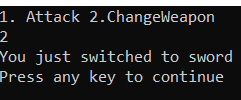 1. Attack 2.ChangeWeapon
2
You just switched to sword
Press any key to continue